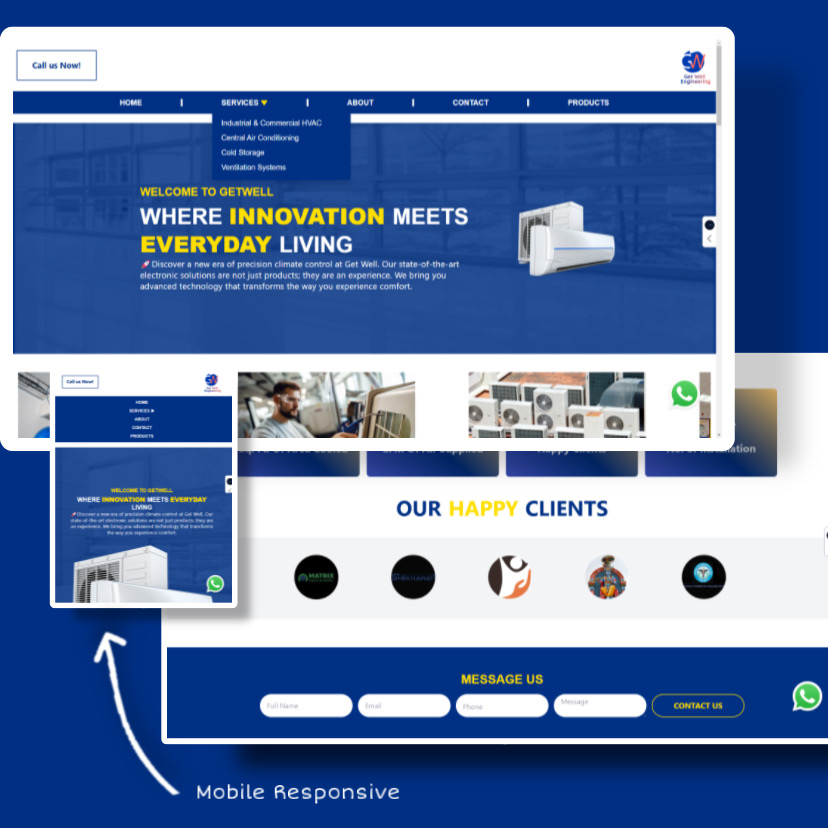 Call us Now!
Get Well
Engineering
HOME
SERVICES
ABOUT
CONTACT
PRODUCTS
Industrial & Commercial HVAC
Central Air Conditioning
Cold Storage
Ventilation Systems
WELCOME TO GETWELL
WHERE INNOVATION MEETS
EVERYDAY LIVING
Discover a new era of precision climate control at Get Well. Our state-of-the-art
electronic solutions are not just products; they are an experience. We bring you
advanced technology that transforms the way you experience comfort.
Call us Now!
Get Well
Engineering
HOME
SERVICES
ABOUT
CONTACT
PRODUCTS
WELCOME TO GETWELL
WHERE INNOVATION MEETS EVERYDAY
LIVING
Discover a new era of precision climate control at Get Well. Our
state-of-the-art electronic solutions are not just products; they are
an experience. We bring you advanced technology that transforms
the way you experience comfort.
Happy Clients
OUR HAPPY CLIENTS
MATRIX
MESSAGE US
Full Name
Email
Phone
Message
CONTACT US
Mobile Responsive